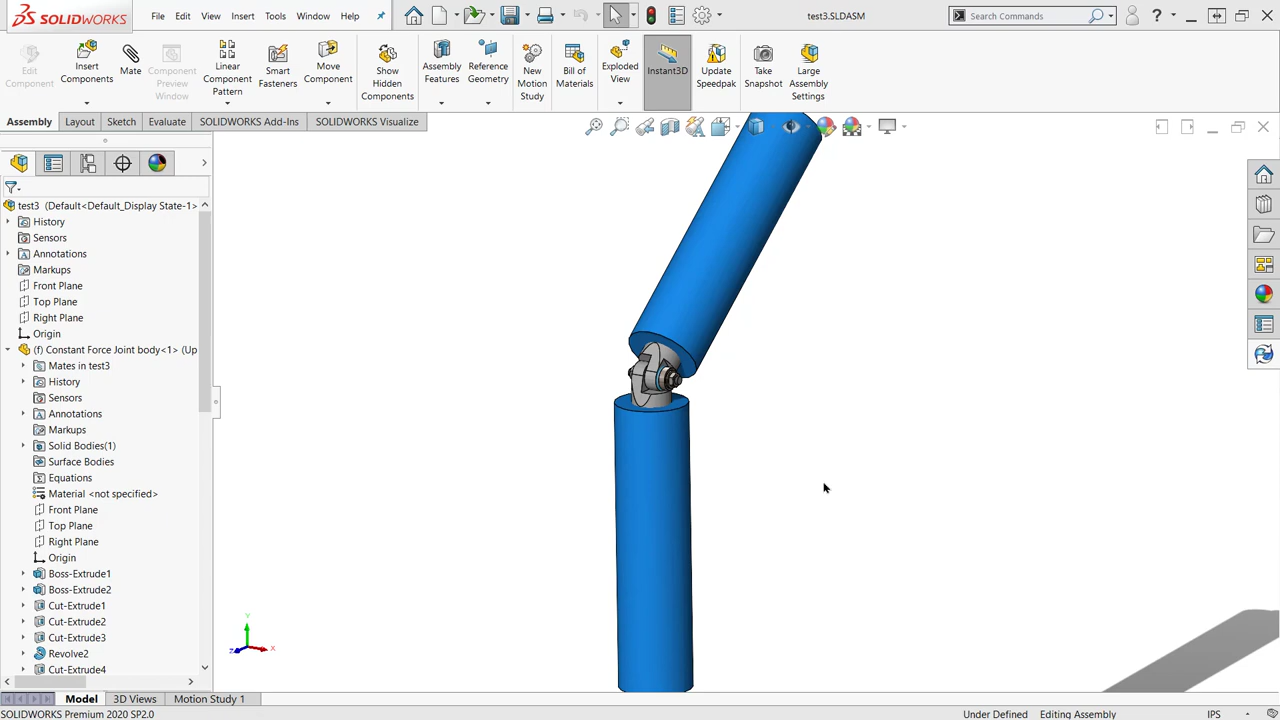 SOLIDWORKS
File Edit View Insert Tools Window Help
test3.SLDASM
Search Commands
?
Edit Component
Insert Components
Mate
Component Preview Window
Linear Component Pattern
Smart Fasteners
Move Component
Show Hidden Components
Assembly Features
Reference Geometry
New Motion Study
Bill of Materials
Exploded View
Instant3D
Update Speedpak
Take Snapshot
Large Assembly Settings
Assembly Layout Sketch Evaluate SOLIDWORKS Add-Ins SOLIDWORKS Visualize
test3 (Default<Default_Display State-1>
History
Sensors
Annotations
Markups
Front Plane
Top Plane
Right Plane
Origin
(f) Constant Force Joint body<1> (Up
Mates in test3
History
Sensors
Annotations
Markups
Solid Bodies(1)
Surface Bodies
Equations
Material <not specified>
Front Plane
Top Plane
Right Plane
Origin
Boss-Extrude1
Boss-Extrude2
Cut-Extrude1
Cut-Extrude2
Cut-Extrude3
Revolve2
Cut-Extrude4
Y
Z
X
Model 3D Views Motion Study 1
SOLIDWORKS Premium 2020 SP2.0
Under Defined Editing Assembly IPS